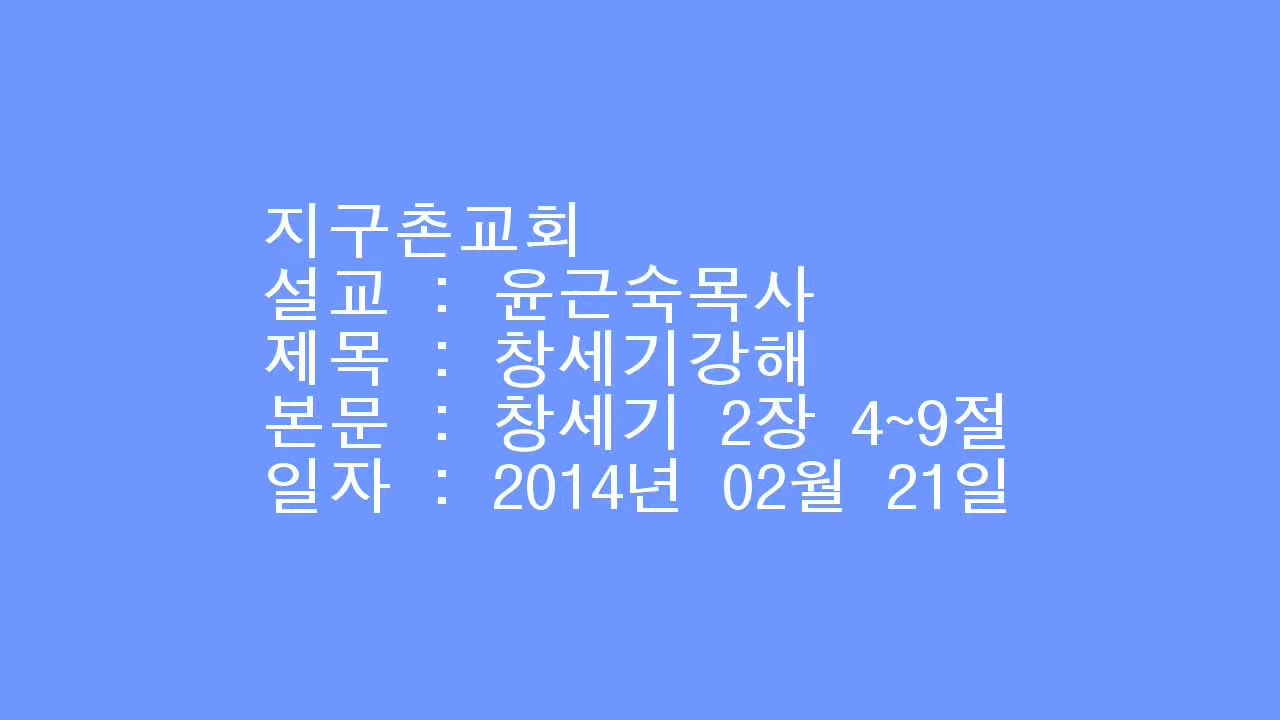 지구촌교회
설교 : 윤근숙목사
제목 : 창세기강해
본문 : 창세기 2장 4~9절
일자 : 2014년 02월 21일